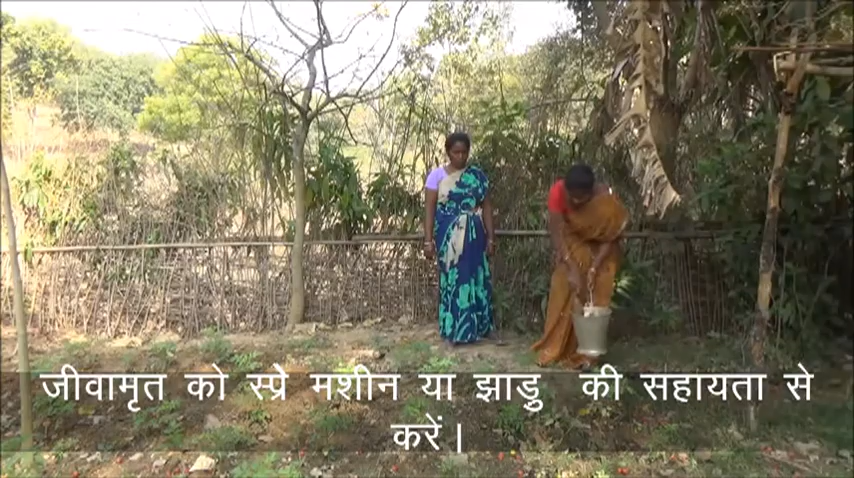 जीवामृत को स्प्रे मशीन या झाडु की सहायता से
करें ।